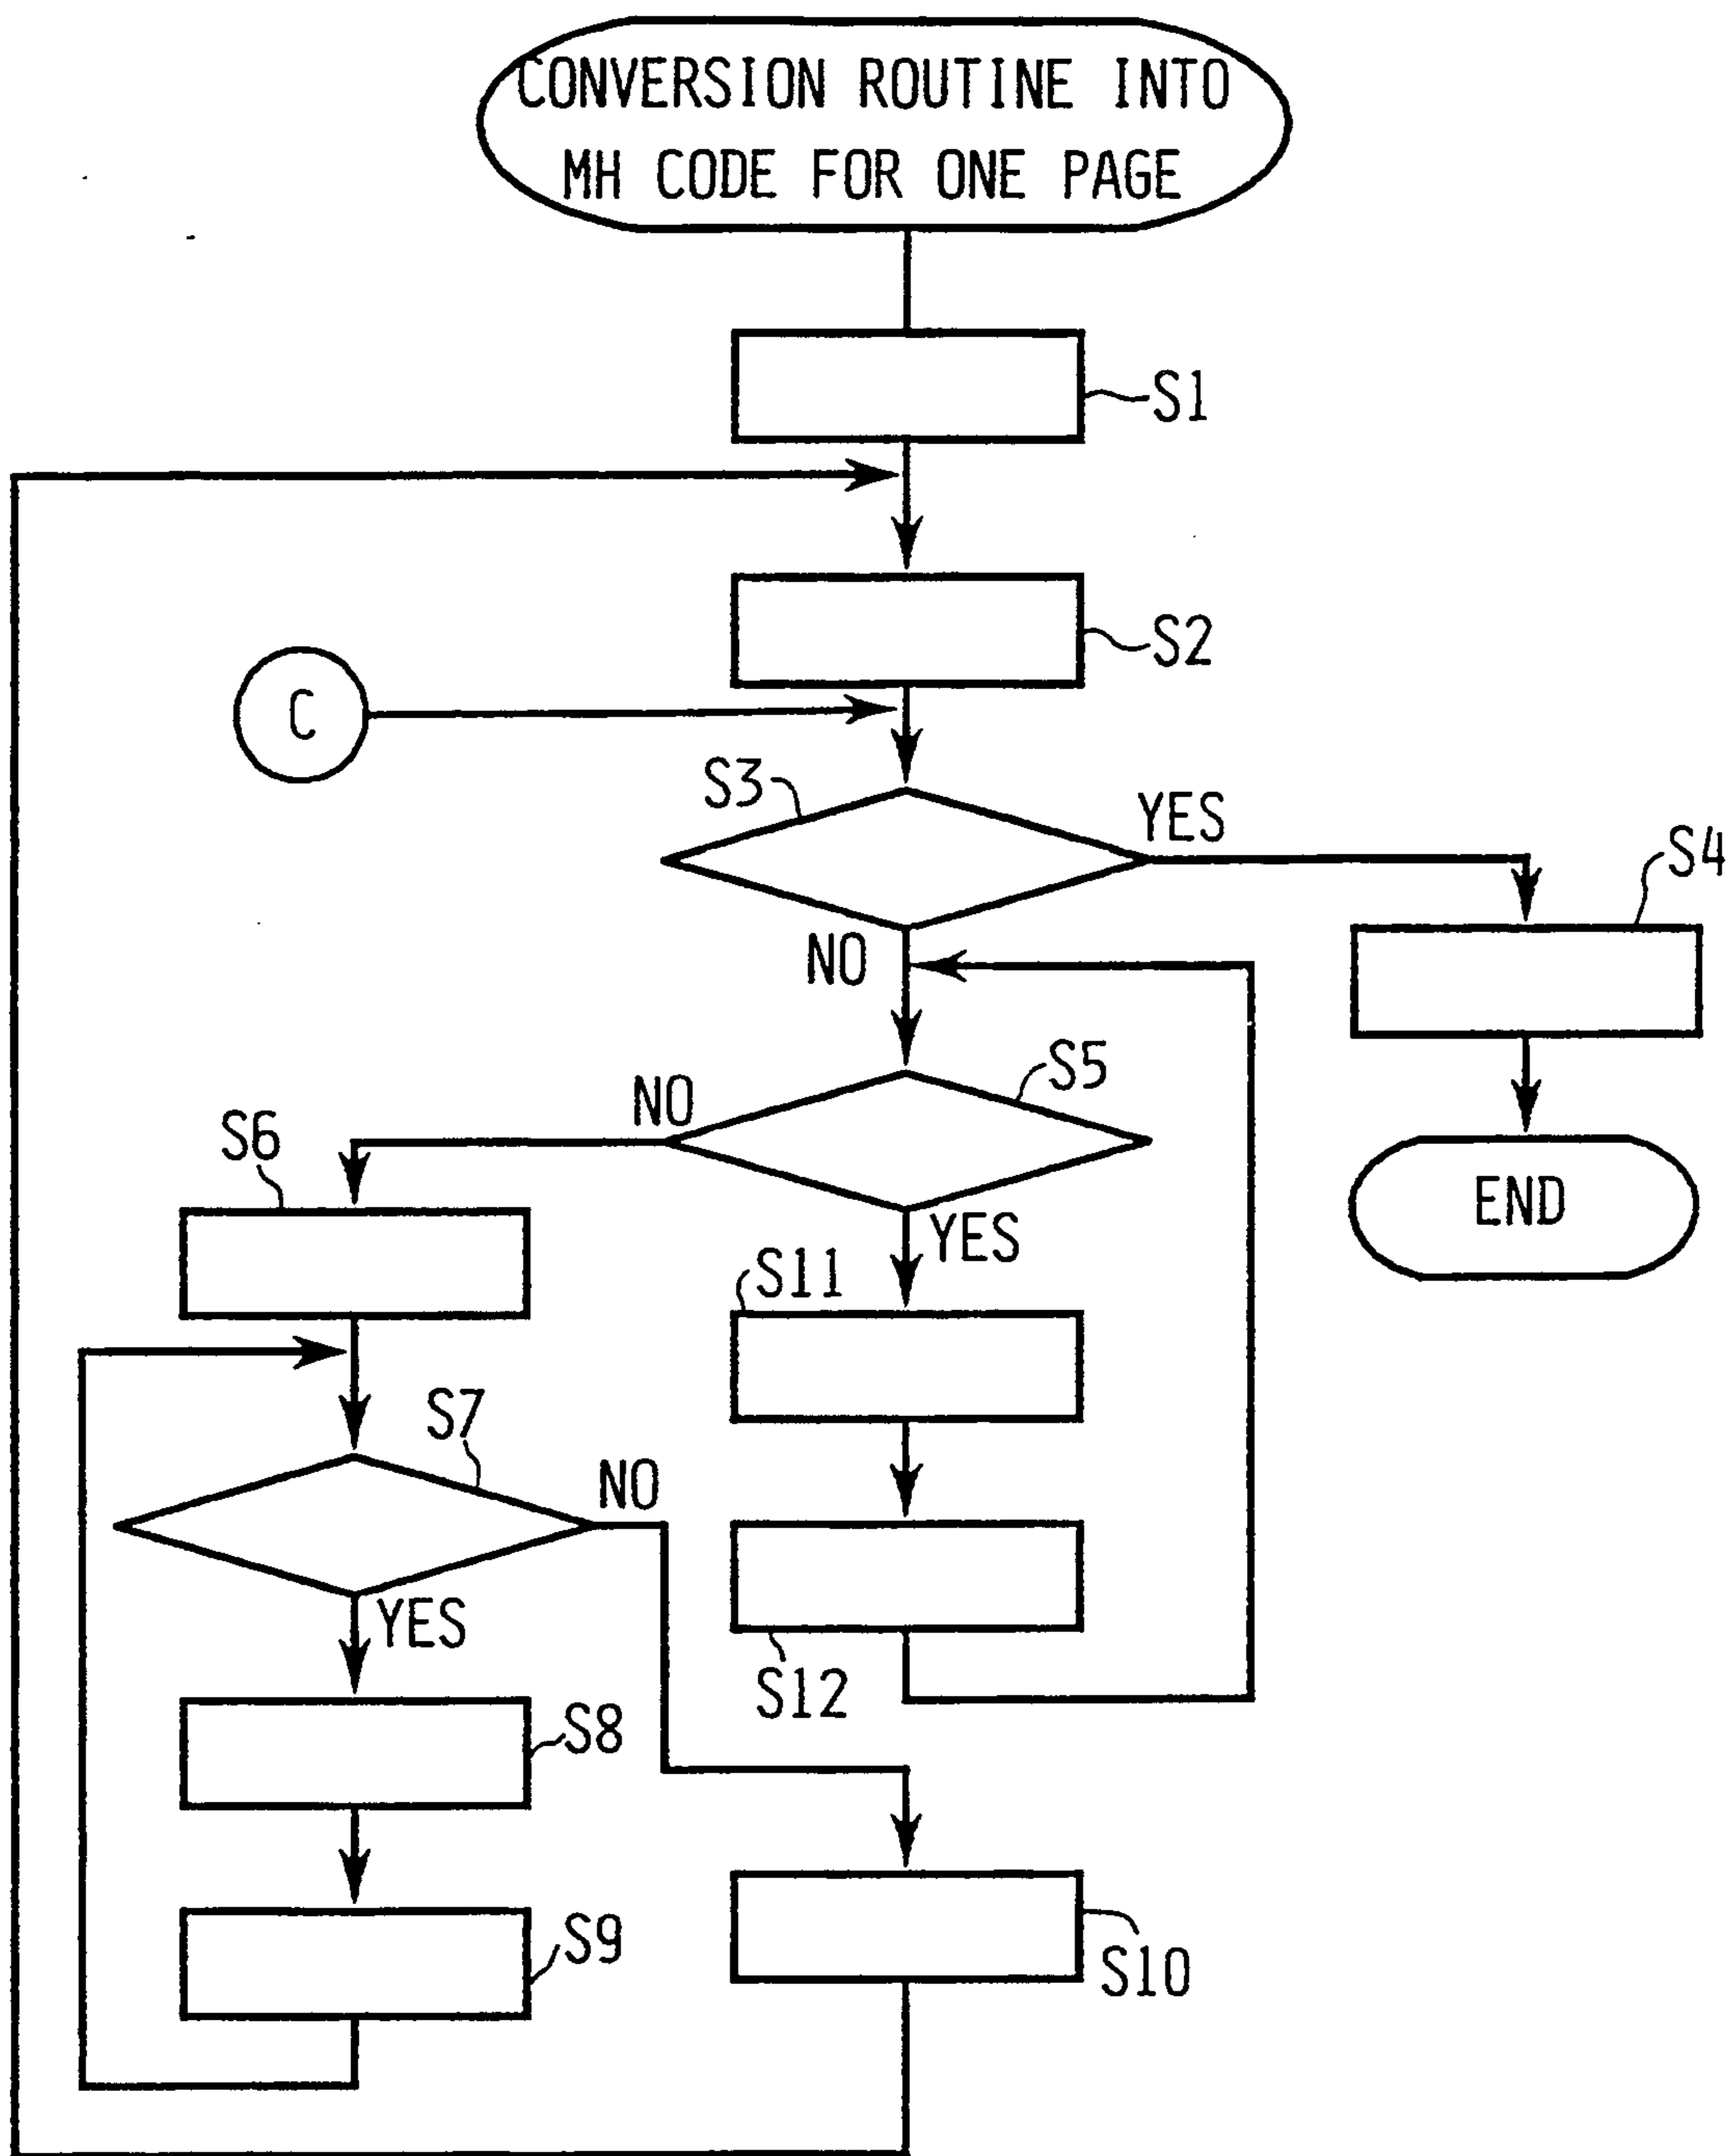 CONVERSION ROUTINE INTO
MH CODE FOR ONE PAGE
S1
S2
C
S3
YES
S4
NO
S5
NO
S6
END
YES
S11
S7
NO
YES
S12
S8
S9
S10